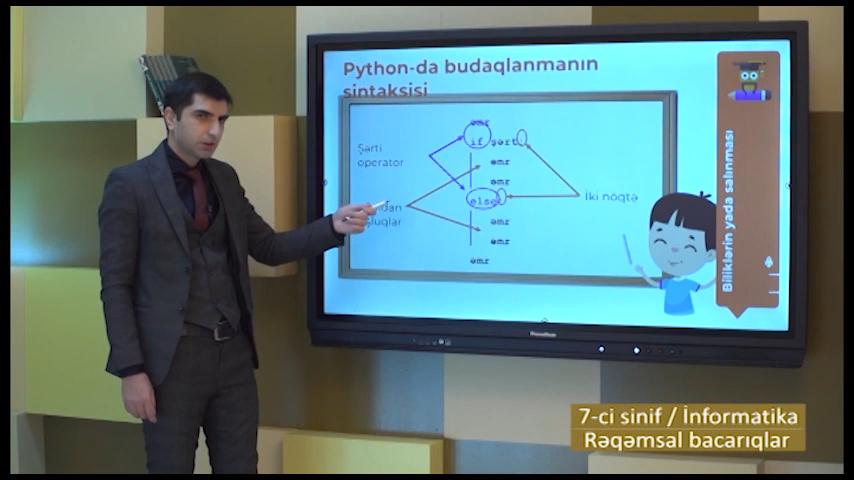 Python-da budaqlanmanın
sintaksisi
əmr
if şərt:
Şərti
operator
əmr
əmr
else:
İki nöqtə
əmr
əmr
əmr
Biliklərin yada salınması
7-ci sinif / İnformatika
Rəqəmsal bacarıqlar